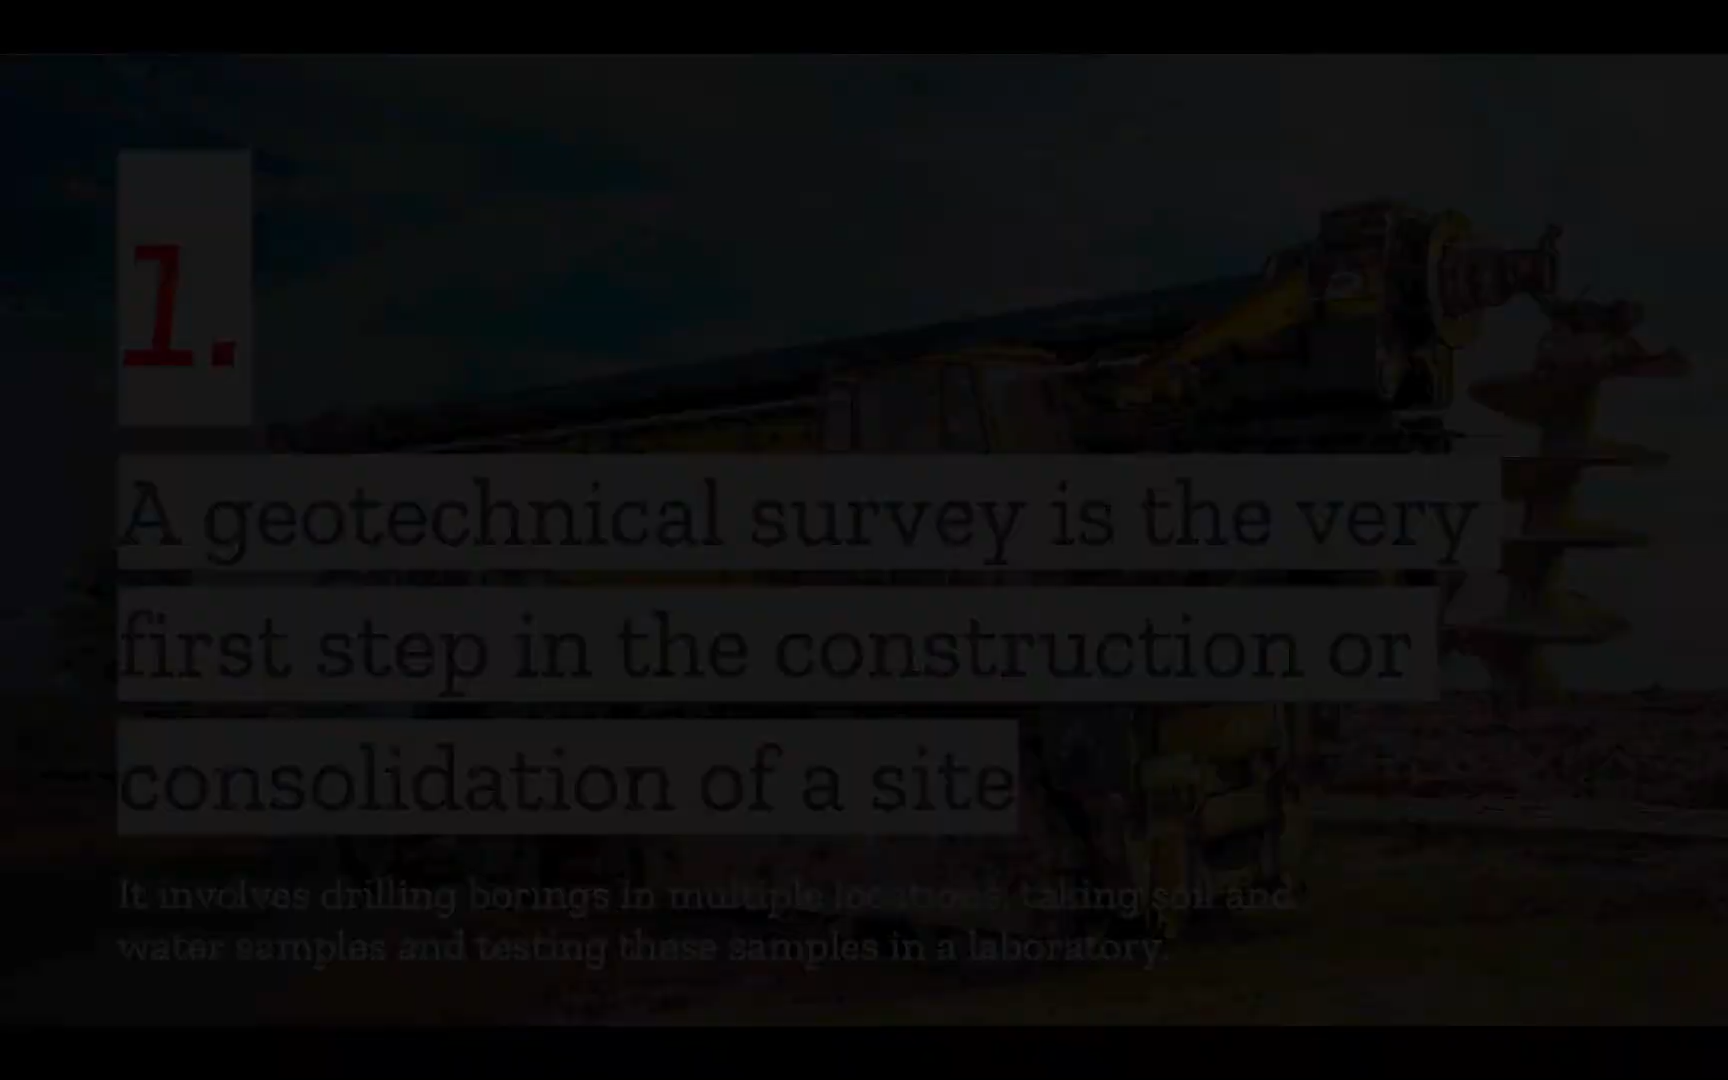 1.
A geotechnical survey is the very
first step in the construction or
consolidation of a site
It involves drilling borings in multiple locations, taking soil and
water samples and testing these samples in a laboratory.